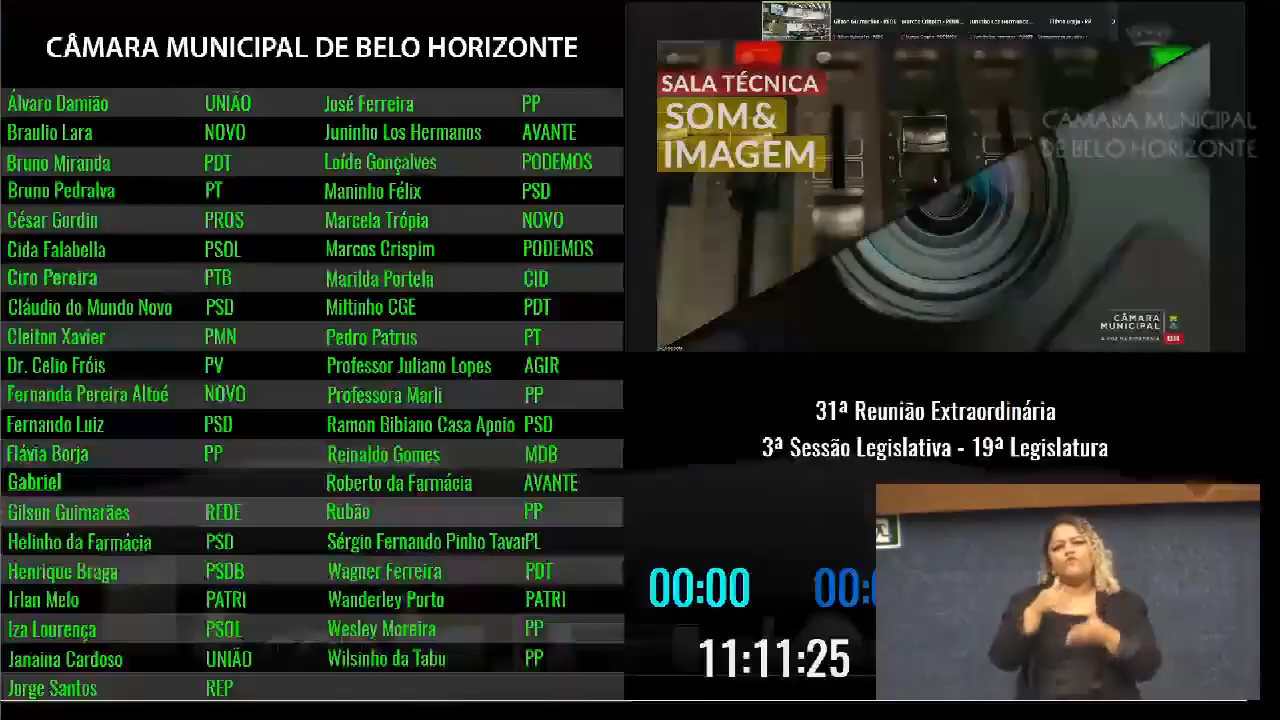 CÂMARA MUNICIPAL DE BELO HORIZONTE
Álvaro Damião UNIÃO José Ferreira PP
Braulio Lara NOVO Juninho Los Hermanos AVANTE
Bruno Miranda PDT Loíde Gonçalves PODEMOS
Bruno Pedralva PT Maninho Félix PSD
César Gordin PROS Marcela Trópia NOVO
Cida Falabella PSOL Marcos Crispim PODEMOS
Ciro Pereira PTB Marilda Portela CID
Cláudio do Mundo Novo PSD Miltinho CGE PDT
Cleiton Xavier PMN Pedro Patrus PT
Dr. Célio Fróis PV Professor Juliano Lopes AGIR
Fernanda Pereira Altoé NOVO Professora Marli PP
Fernando Luiz PSD Ramon Bibiano Casa Apoio PSD
Flávia Borja PP Reinaldo Gomes MDB
Gabriel Roberto da Farmácia AVANTE
Gilson Guimarães REDE Rubão PP
Helinho da Farmácia PSD Sérgio Fernando Pinho Tavar PL
Henrique Braga PSDB Wagner Ferreira PDT
Irlan Melo PATRI Wanderley Porto PATRI
Iza Lourença PSOL Wesley Moreira PP
Janaina Cardoso UNIÃO Wilsinho da Tabu PP
Jorge Santos REP
SALA TÉCNICA
SOM&
IMAGEM
CÂMARA MUNICIPAL
DE BELO HORIZONTE
CÂMARA
MUNICIPAL
31ª Reunião Extraordinária
3ª Sessão Legislativa - 19ª Legislatura
00:00 00:
11:11:25